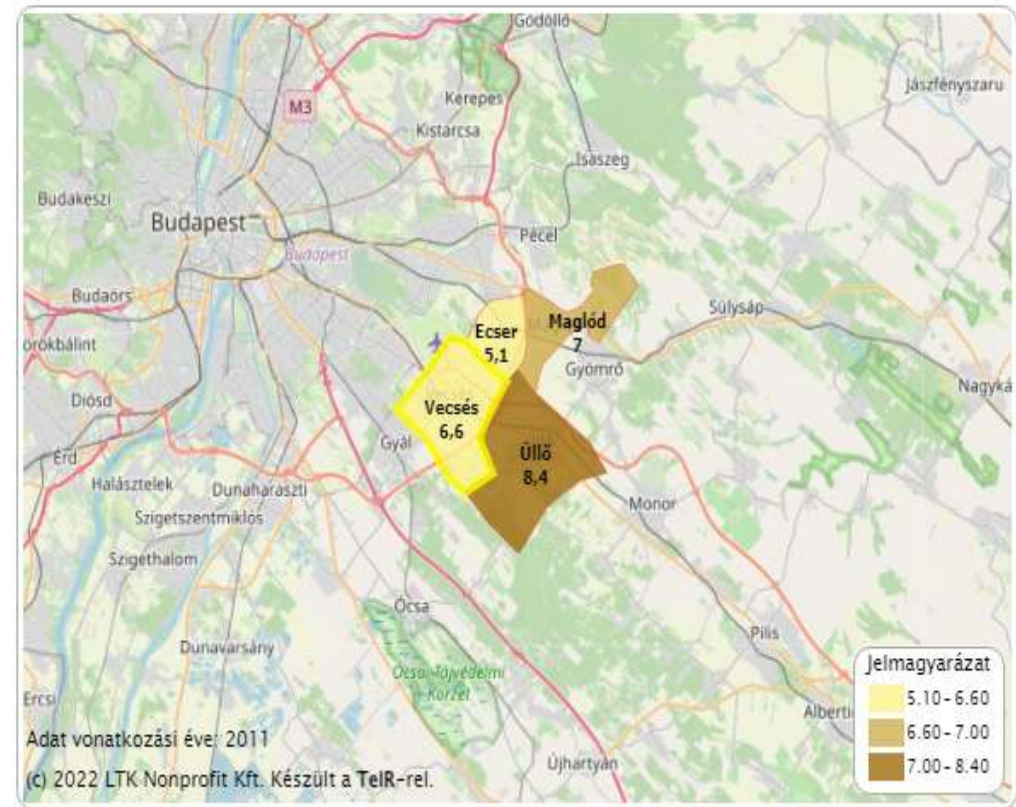 Gödöllő
Jászfényszaru
M3
Kerepes
Kistarcsa
Isaszeg
Budakeszi
Budapest
Pécel
Budapest
Budaörs
Ecser
5,1
Maglód
7
Sülysáp
örökbálint
Gyömrő
Nagyká
Diósd
Vecsés
6,6
Gyál
Üllő
8,4
Érd
Halásztelek
Dunaharaszti
Monor
Szigetszentmiklós
Szigethalom
Ócsa
Pilis
Dunavarsány
Ócsai Tájvédelmi
Körzet
Jelmagyarázat
5.10 - 6.60
6.60 - 7.00
7.00 - 8.40
Ercsi
Alberti
Adat vonatkozási éve: 2011
Újhartyán
(c) 2022 LTK Nonprofit Kft. Készült a TeIR-rel.